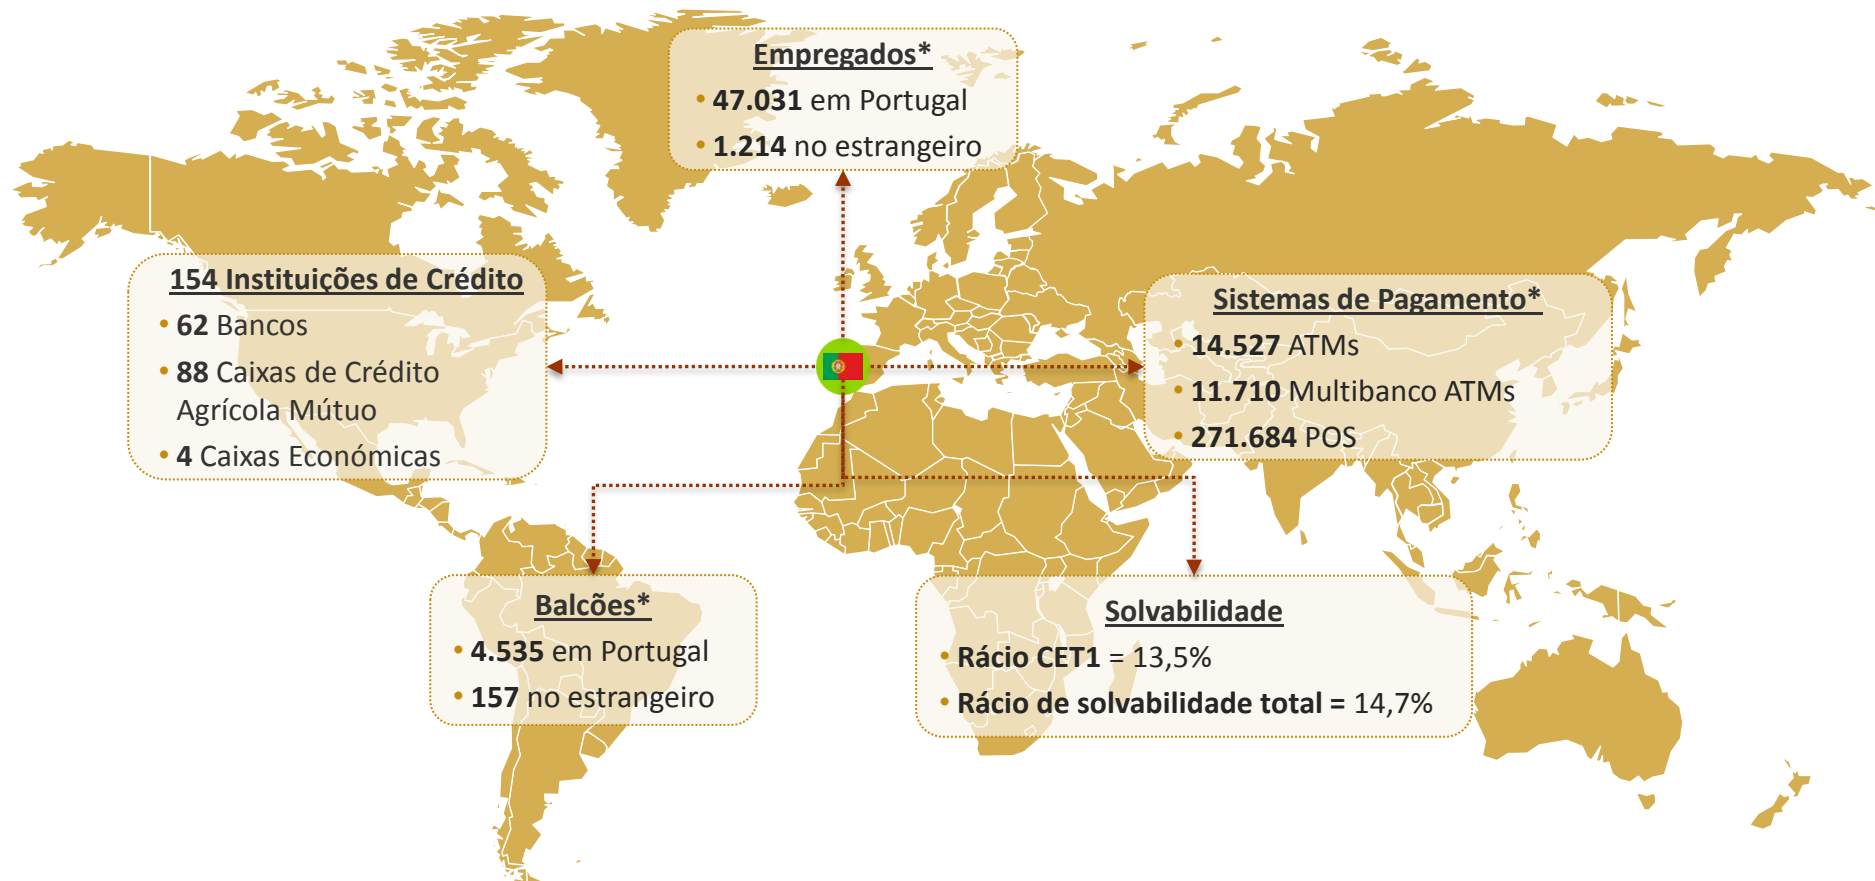 Empregados*
• 47.031 em Portugal
• 1.214 no estrangeiro
154 Instituições de Crédito
• 62 Bancos
• 88 Caixas de Crédito
Agrícola Mútuo
• 4 Caixas Económicas
Sistemas de Pagamento*
• 14.527 ATMs
• 11.710 Multibanco ATMs
• 271.684 POS
Balcões*
• 4.535 em Portugal
• 157 no estrangeiro
Solvabilidade
• Rácio CET1 = 13,5%
• Rácio de solvabilidade total = 14,7%